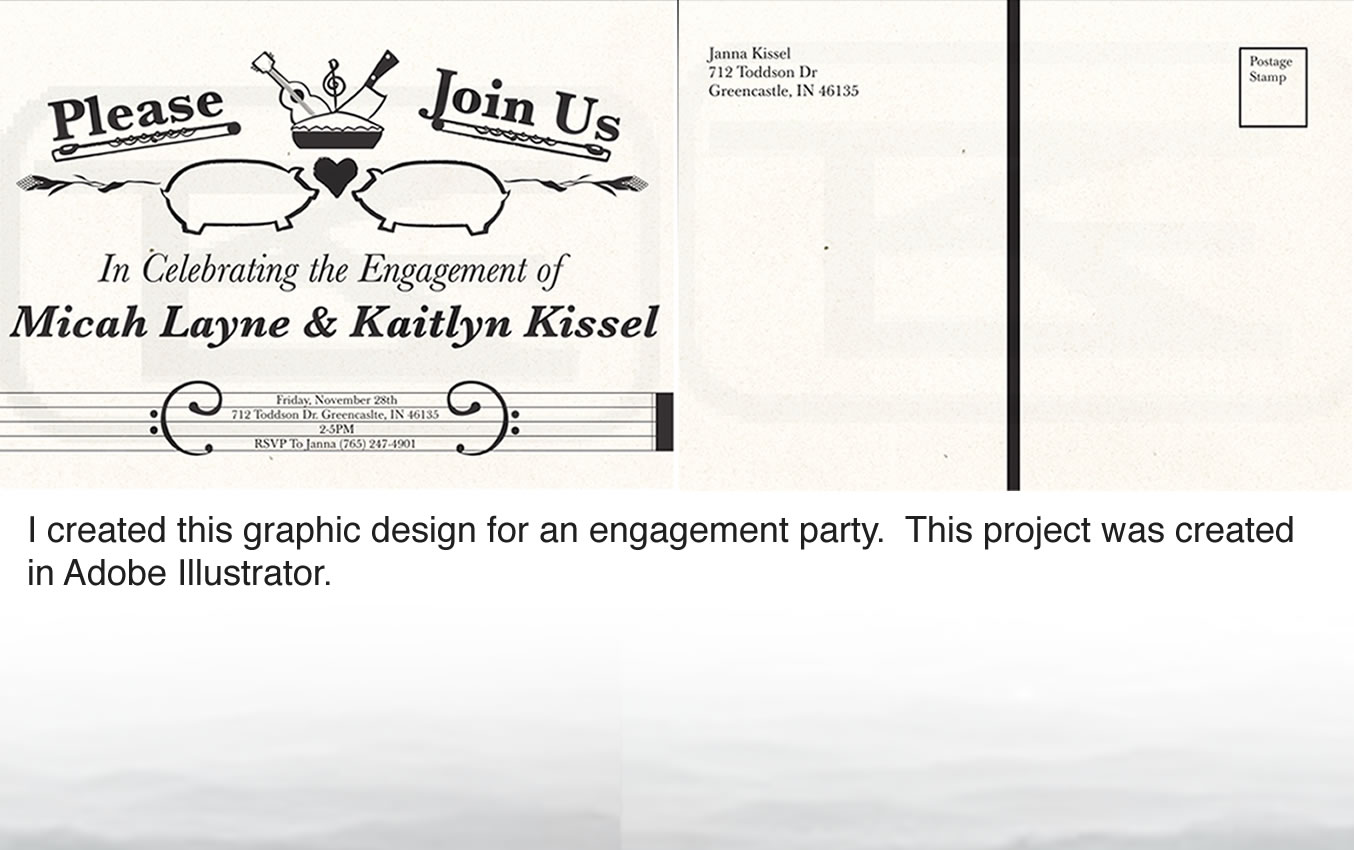 Please Join Us
In Celebrating the Engagement of
Micah Layne & Kaitlyn Kissel
Friday, November 28th
712 Toddson Dr. Greencaslte, IN 46135
2-5PM
RSVP To Janna (765) 247-4901
Janna Kissel
712 Toddson Dr
Greencastle, IN 46135
Postage
Stamp
I created this graphic design for an engagement party.  This project was created
in Adobe Illustrator.